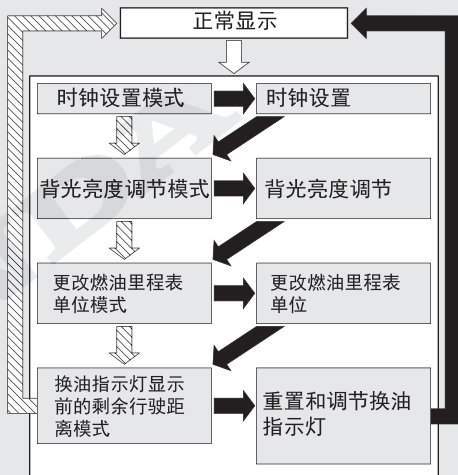 正常显示
时钟设置模式
时钟设置
背光亮度调节模式
背光亮度调节
更改燃油里程表
单位模式
更改燃油里程表
单位
换油指示灯显示
前的剩余行驶距
离模式
重置和调节换油
指示灯